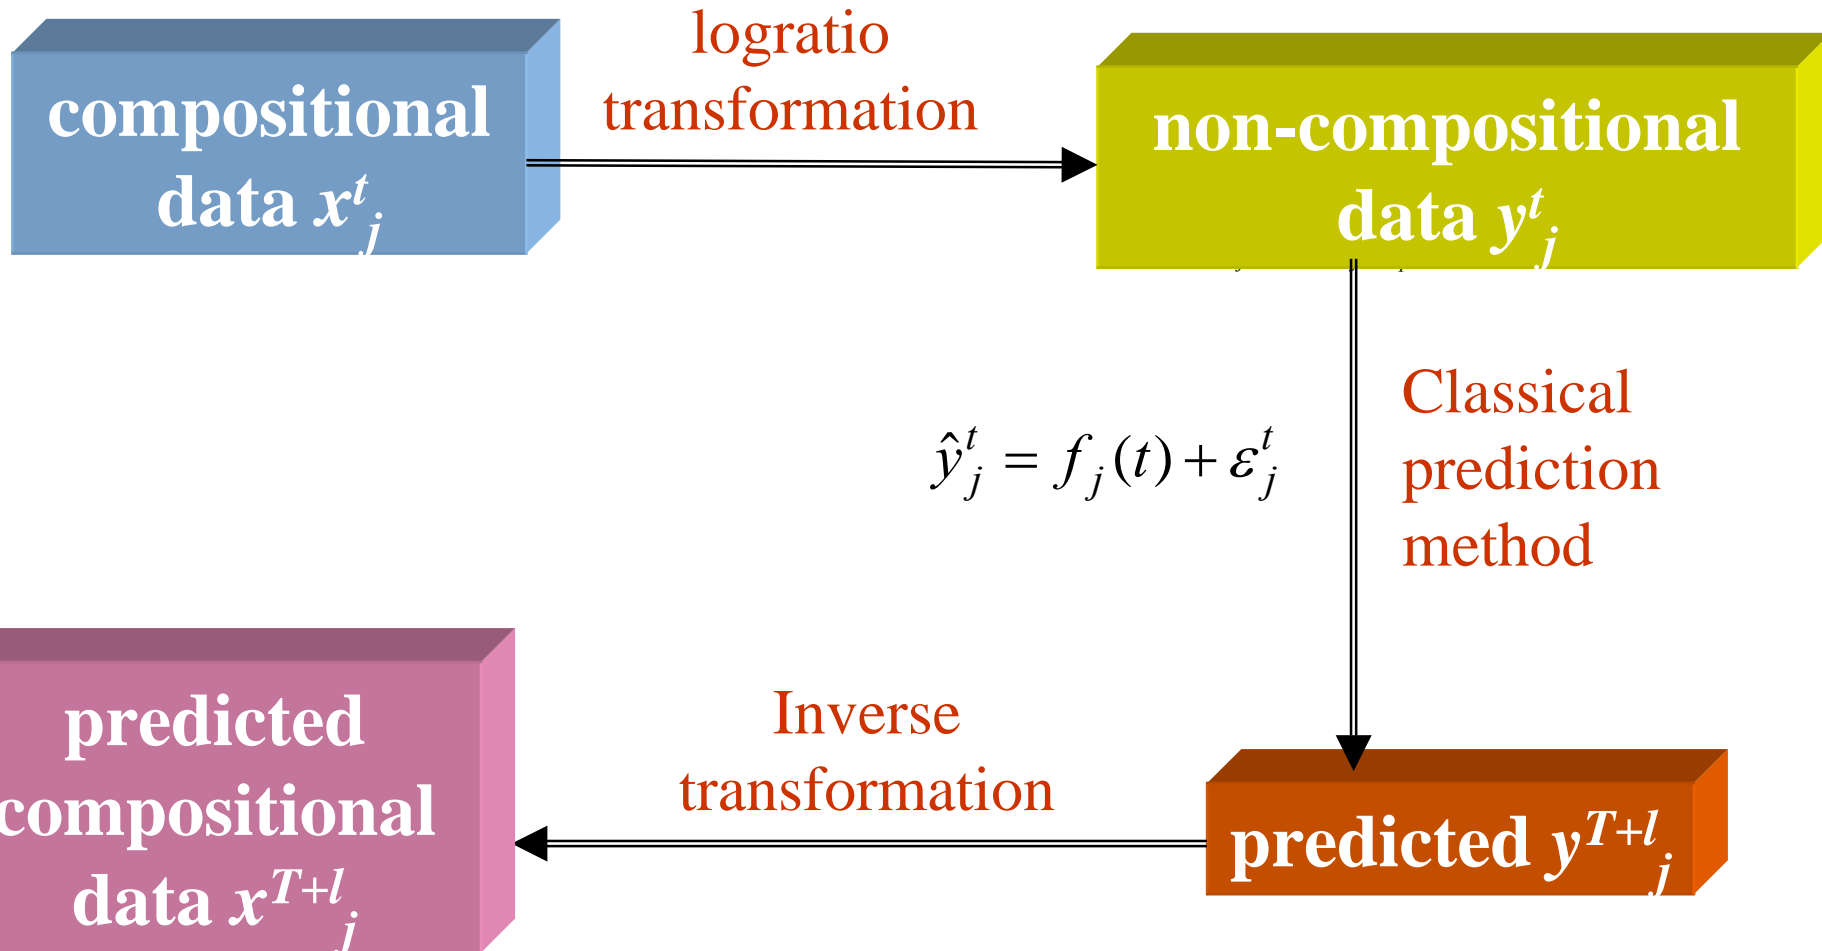 logratio
transformation
compositional
data x^t_j
non-compositional
data y^t_j
Classical
prediction
method
ŷ^t_j = f_j(t) + ε^t_j
Inverse
transformation
predicted
compositional
data x^{T+l}_j
predicted y^{T+l}_j